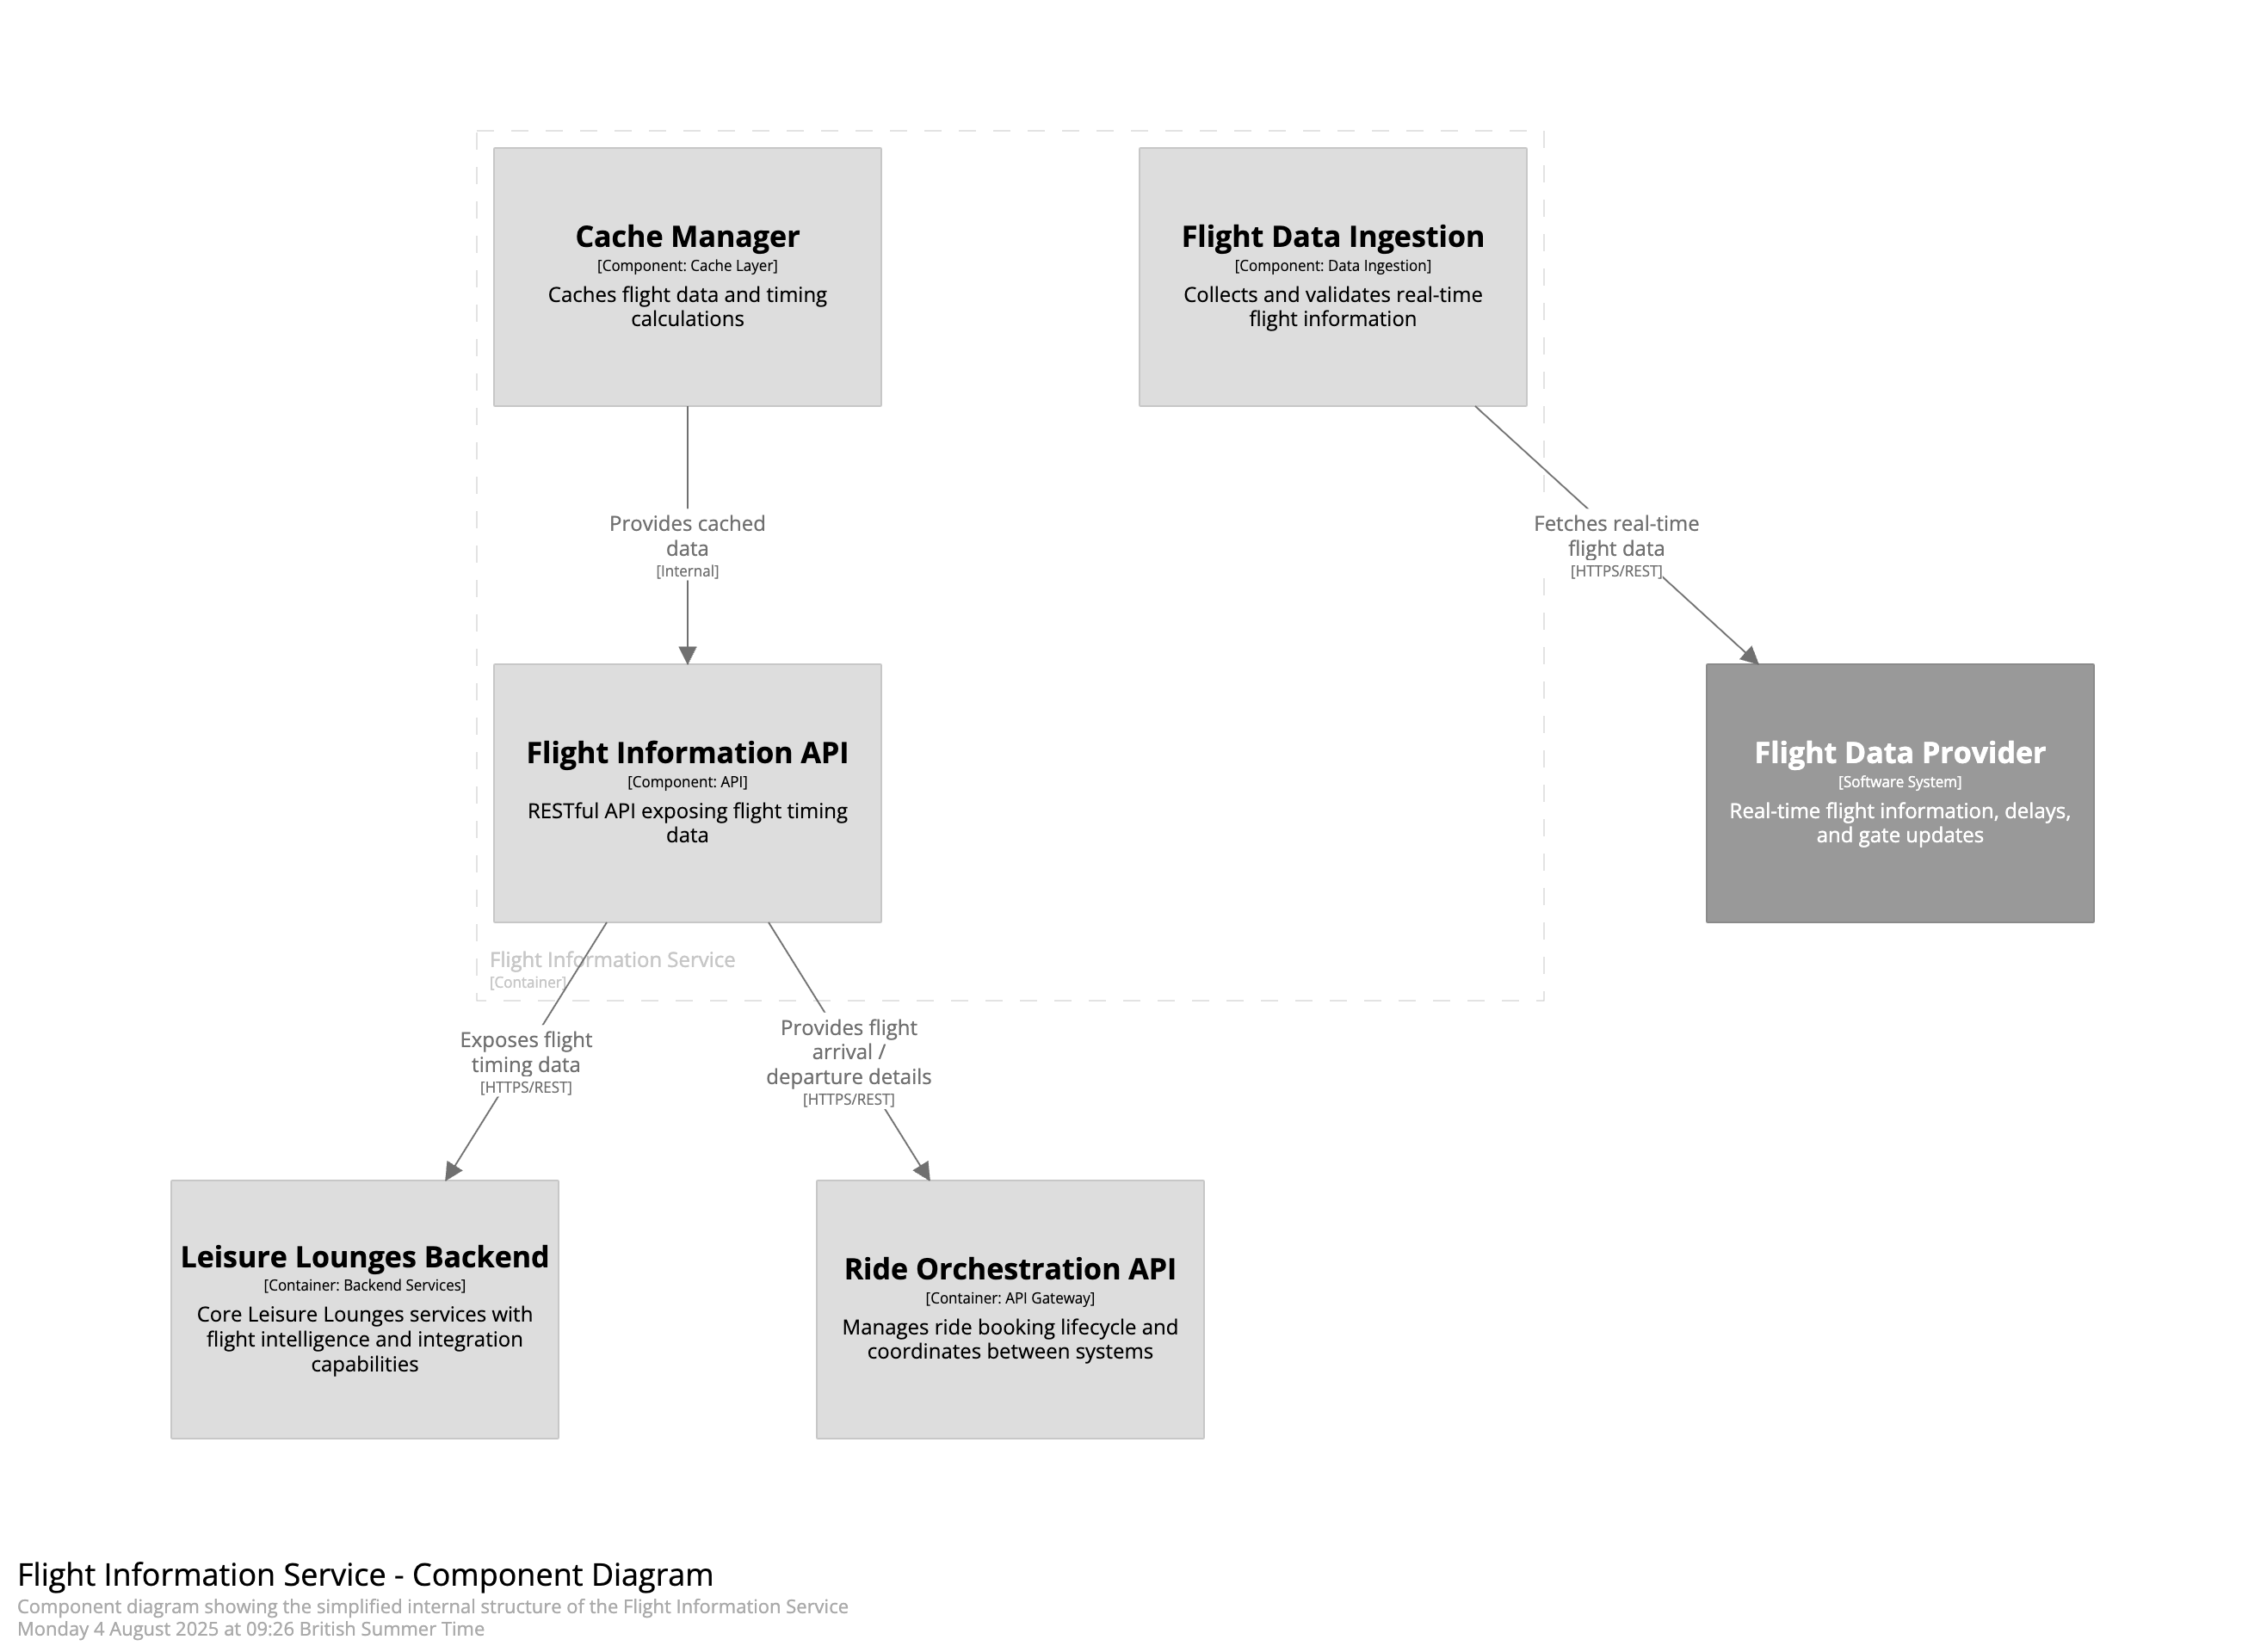 Cache Manager
[Component: Cache Layer]
Caches flight data and timing
calculations
Flight Data Ingestion
[Component: Data Ingestion]
Collects and validates real-time
flight information
Provides cached
data
[Internal]
Fetches real-time
flight data
[HTTPS/REST]
Flight Information API
[Component: API]
RESTful API exposing flight timing
data
Flight Data Provider
[Software System]
Real-time flight information, delays,
and gate updates
Flight Information Service
[Container]
Exposes flight
timing data
[HTTPS/REST]
Provides flight
arrival /
departure details
[HTTPS/REST]
Leisure Lounges Backend
[Container: Backend Services]
Core Leisure Lounges services with
flight intelligence and integration
capabilities
Ride Orchestration API
[Container: API Gateway]
Manages ride booking lifecycle and
coordinates between systems
Flight Information Service - Component Diagram
Component diagram showing the simplified internal structure of the Flight Information Service
Monday 4 August 2025 at 09:26 British Summer Time